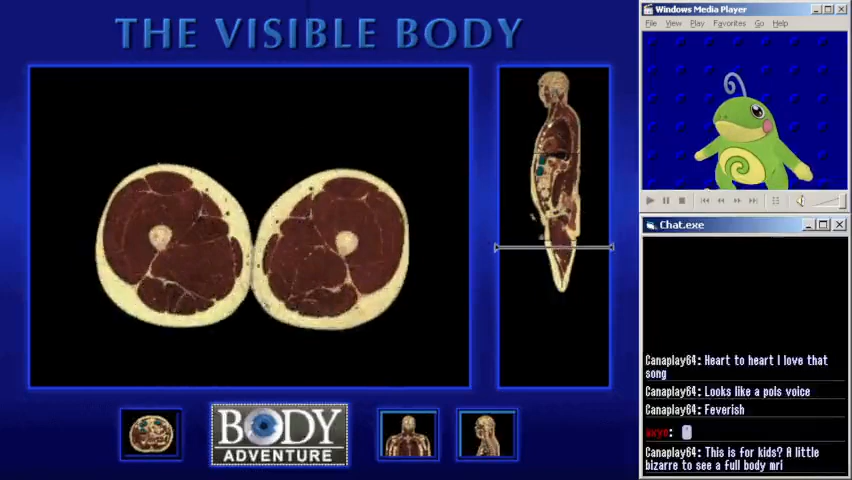 THE VISIBLE BODY
Windows Media Player
File View Play Favorites Go Help
Chat.exe
Canaplay64: Heart to heart I love that
song
Canaplay64: Looks like a pols voice
Canaplay64: Feverish
Canaplay64: This is for kids? A little
bizarre to see a full body mri
BODY
ADVENTURE